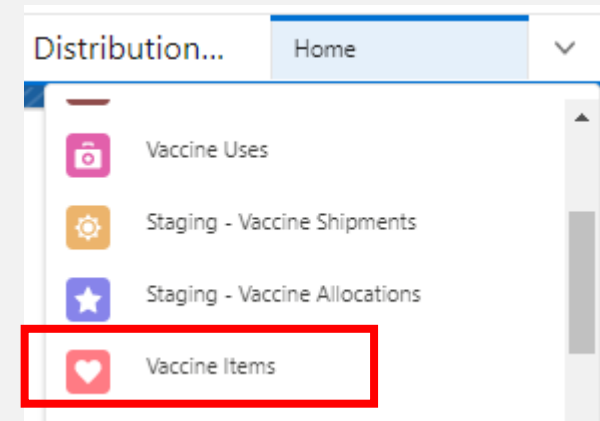 Distribution...
Home
Vaccine Uses
Staging - Vaccine Shipments
Staging - Vaccine Allocations
Vaccine Items